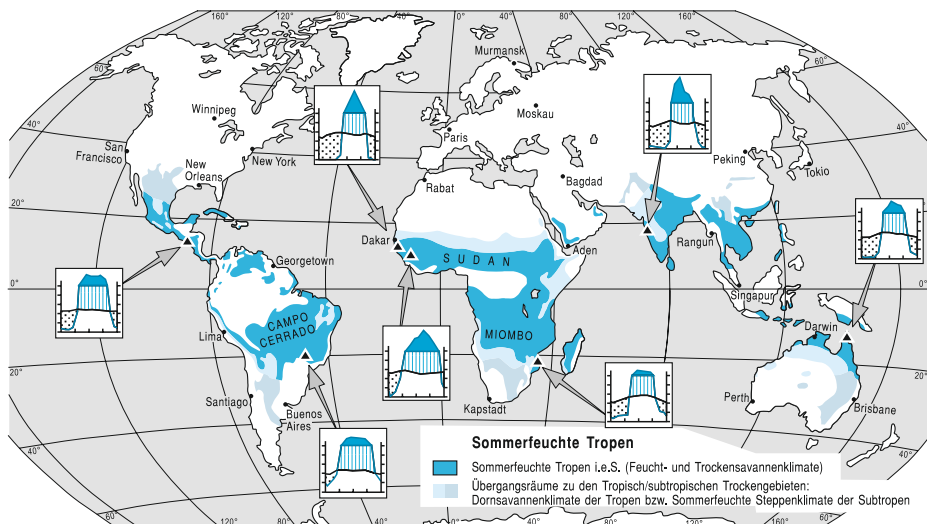 160°
120°
80°
40°
0°
40°
80°
120°
160°
60°
60°
Murmansk
Winnipeg
Moskau
40°
Paris
40°
San
Francisco
New York
New
Orleans
Peking
Tokio
Rabat
Bagdad
20°
20°
Dakar
SUDAN
Aden
Rangun
Georgetown
0°
Singapur
0°
CAMPO
CERRADO
MIOMBO
Lima
Darwin
20°
20°
Santiago
Buenos
Aires
Kapstadt
Perth
Brisbane
Sommerfeuchte Tropen
Sommerfeuchte Tropen i.e.S. (Feucht- und Trockensavannenklimate)
Übergangsräume zu den Tropisch/subtropischen Trockengebieten:
Dornsavannenklimate der Tropen bzw. Sommerfeuchte Steppenklimate der Subtropen
40°
40°
60°
60°